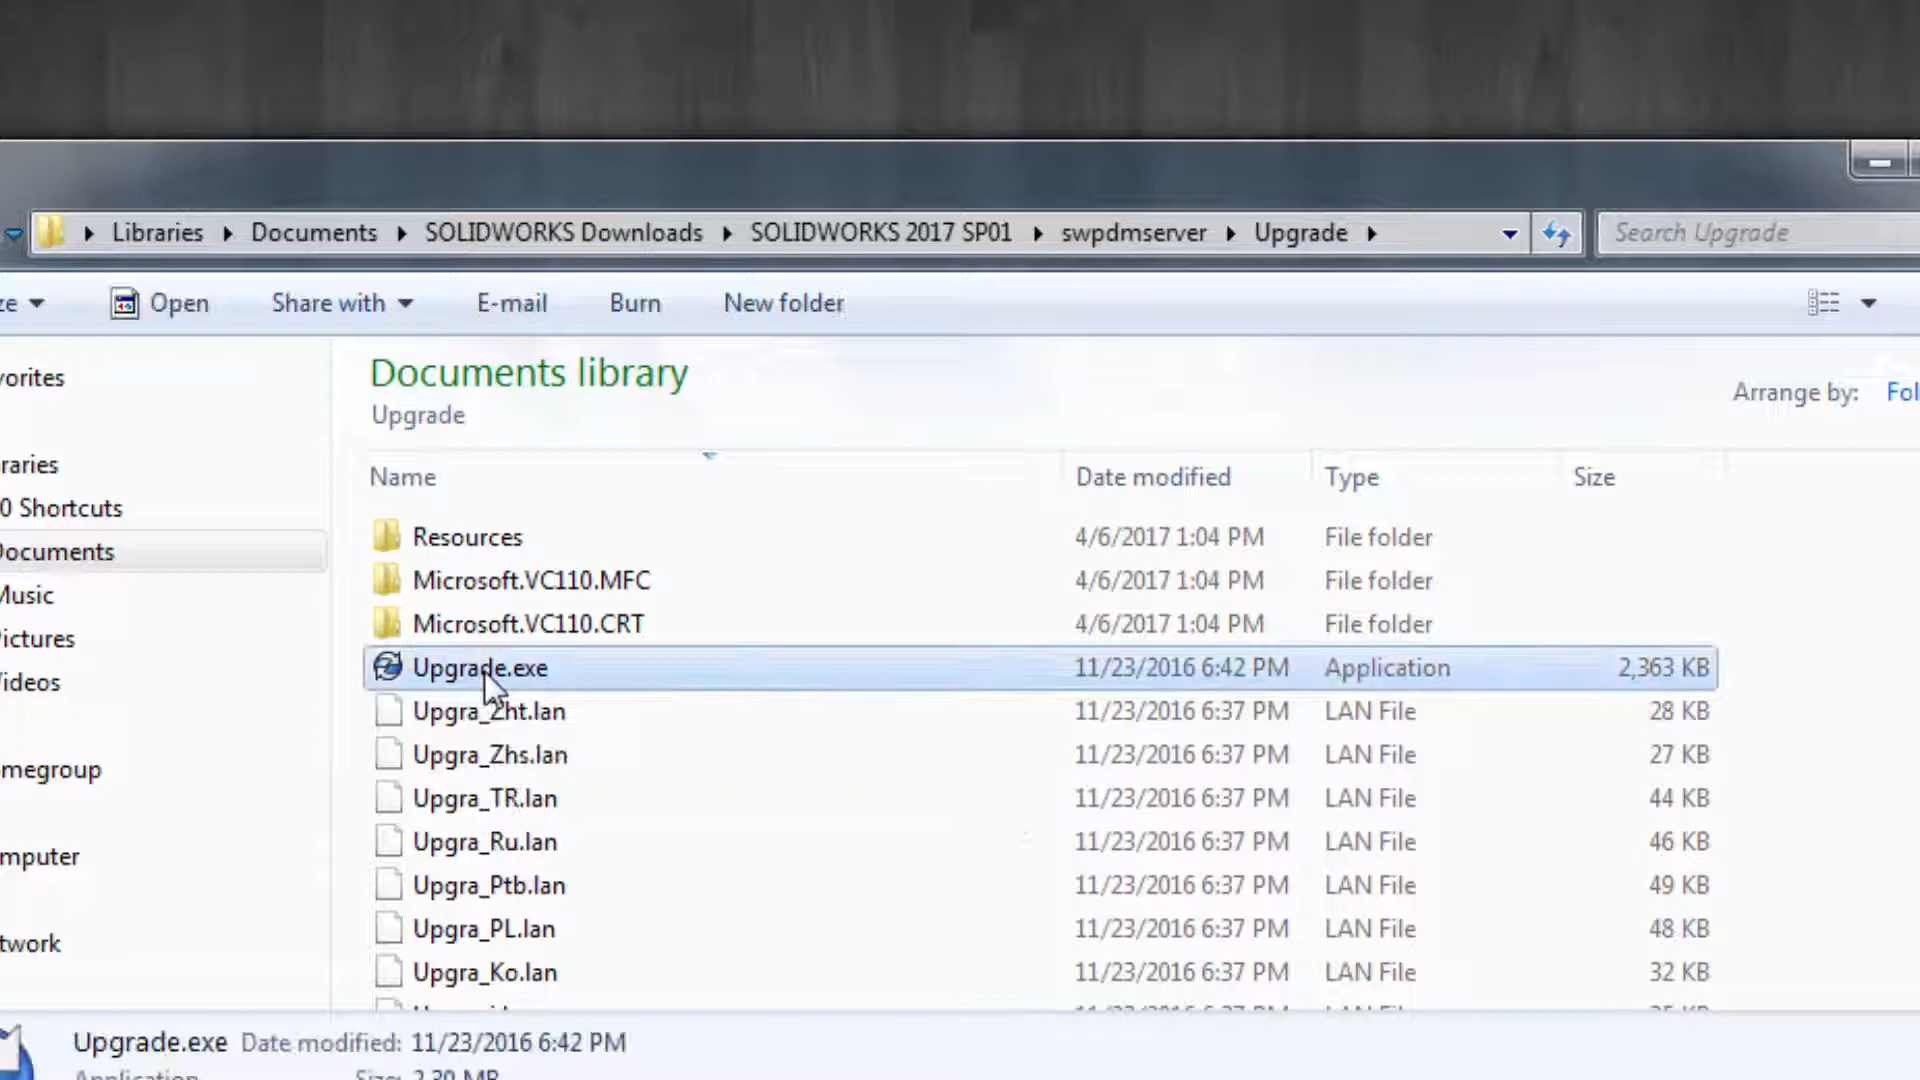 Libraries Documents SOLIDWORKS Downloads SOLIDWORKS 2017 SP01 swpdmserver Upgrade Search Upgrade
ze Open Share with E-mail Burn New folder
Documents library
Upgrade
Arrange by: Fol
Name Date modified Type Size
vorites
raries
0 Shortcuts
Documents
Music
ictures
ideos
megroup
mputer
twork
Resources 4/6/2017 1:04 PM File folder
Microsoft.VC110.MFC 4/6/2017 1:04 PM File folder
Microsoft.VC110.CRT 4/6/2017 1:04 PM File folder
Upgrade.exe 11/23/2016 6:42 PM Application 2,363 KB
Upgra_Zht.lan 11/23/2016 6:37 PM LAN File 28 KB
Upgra_Zhs.lan 11/23/2016 6:37 PM LAN File 27 KB
Upgra_TR.lan 11/23/2016 6:37 PM LAN File 44 KB
Upgra_Ru.lan 11/23/2016 6:37 PM LAN File 46 KB
Upgra_Ptb.lan 11/23/2016 6:37 PM LAN File 49 KB
Upgra_PL.lan 11/23/2016 6:37 PM LAN File 48 KB
Upgra_Ko.lan 11/23/2016 6:37 PM LAN File 32 KB
Upgrade.exe Date modified: 11/23/2016 6:42 PM
Application Size: 2.30 MB